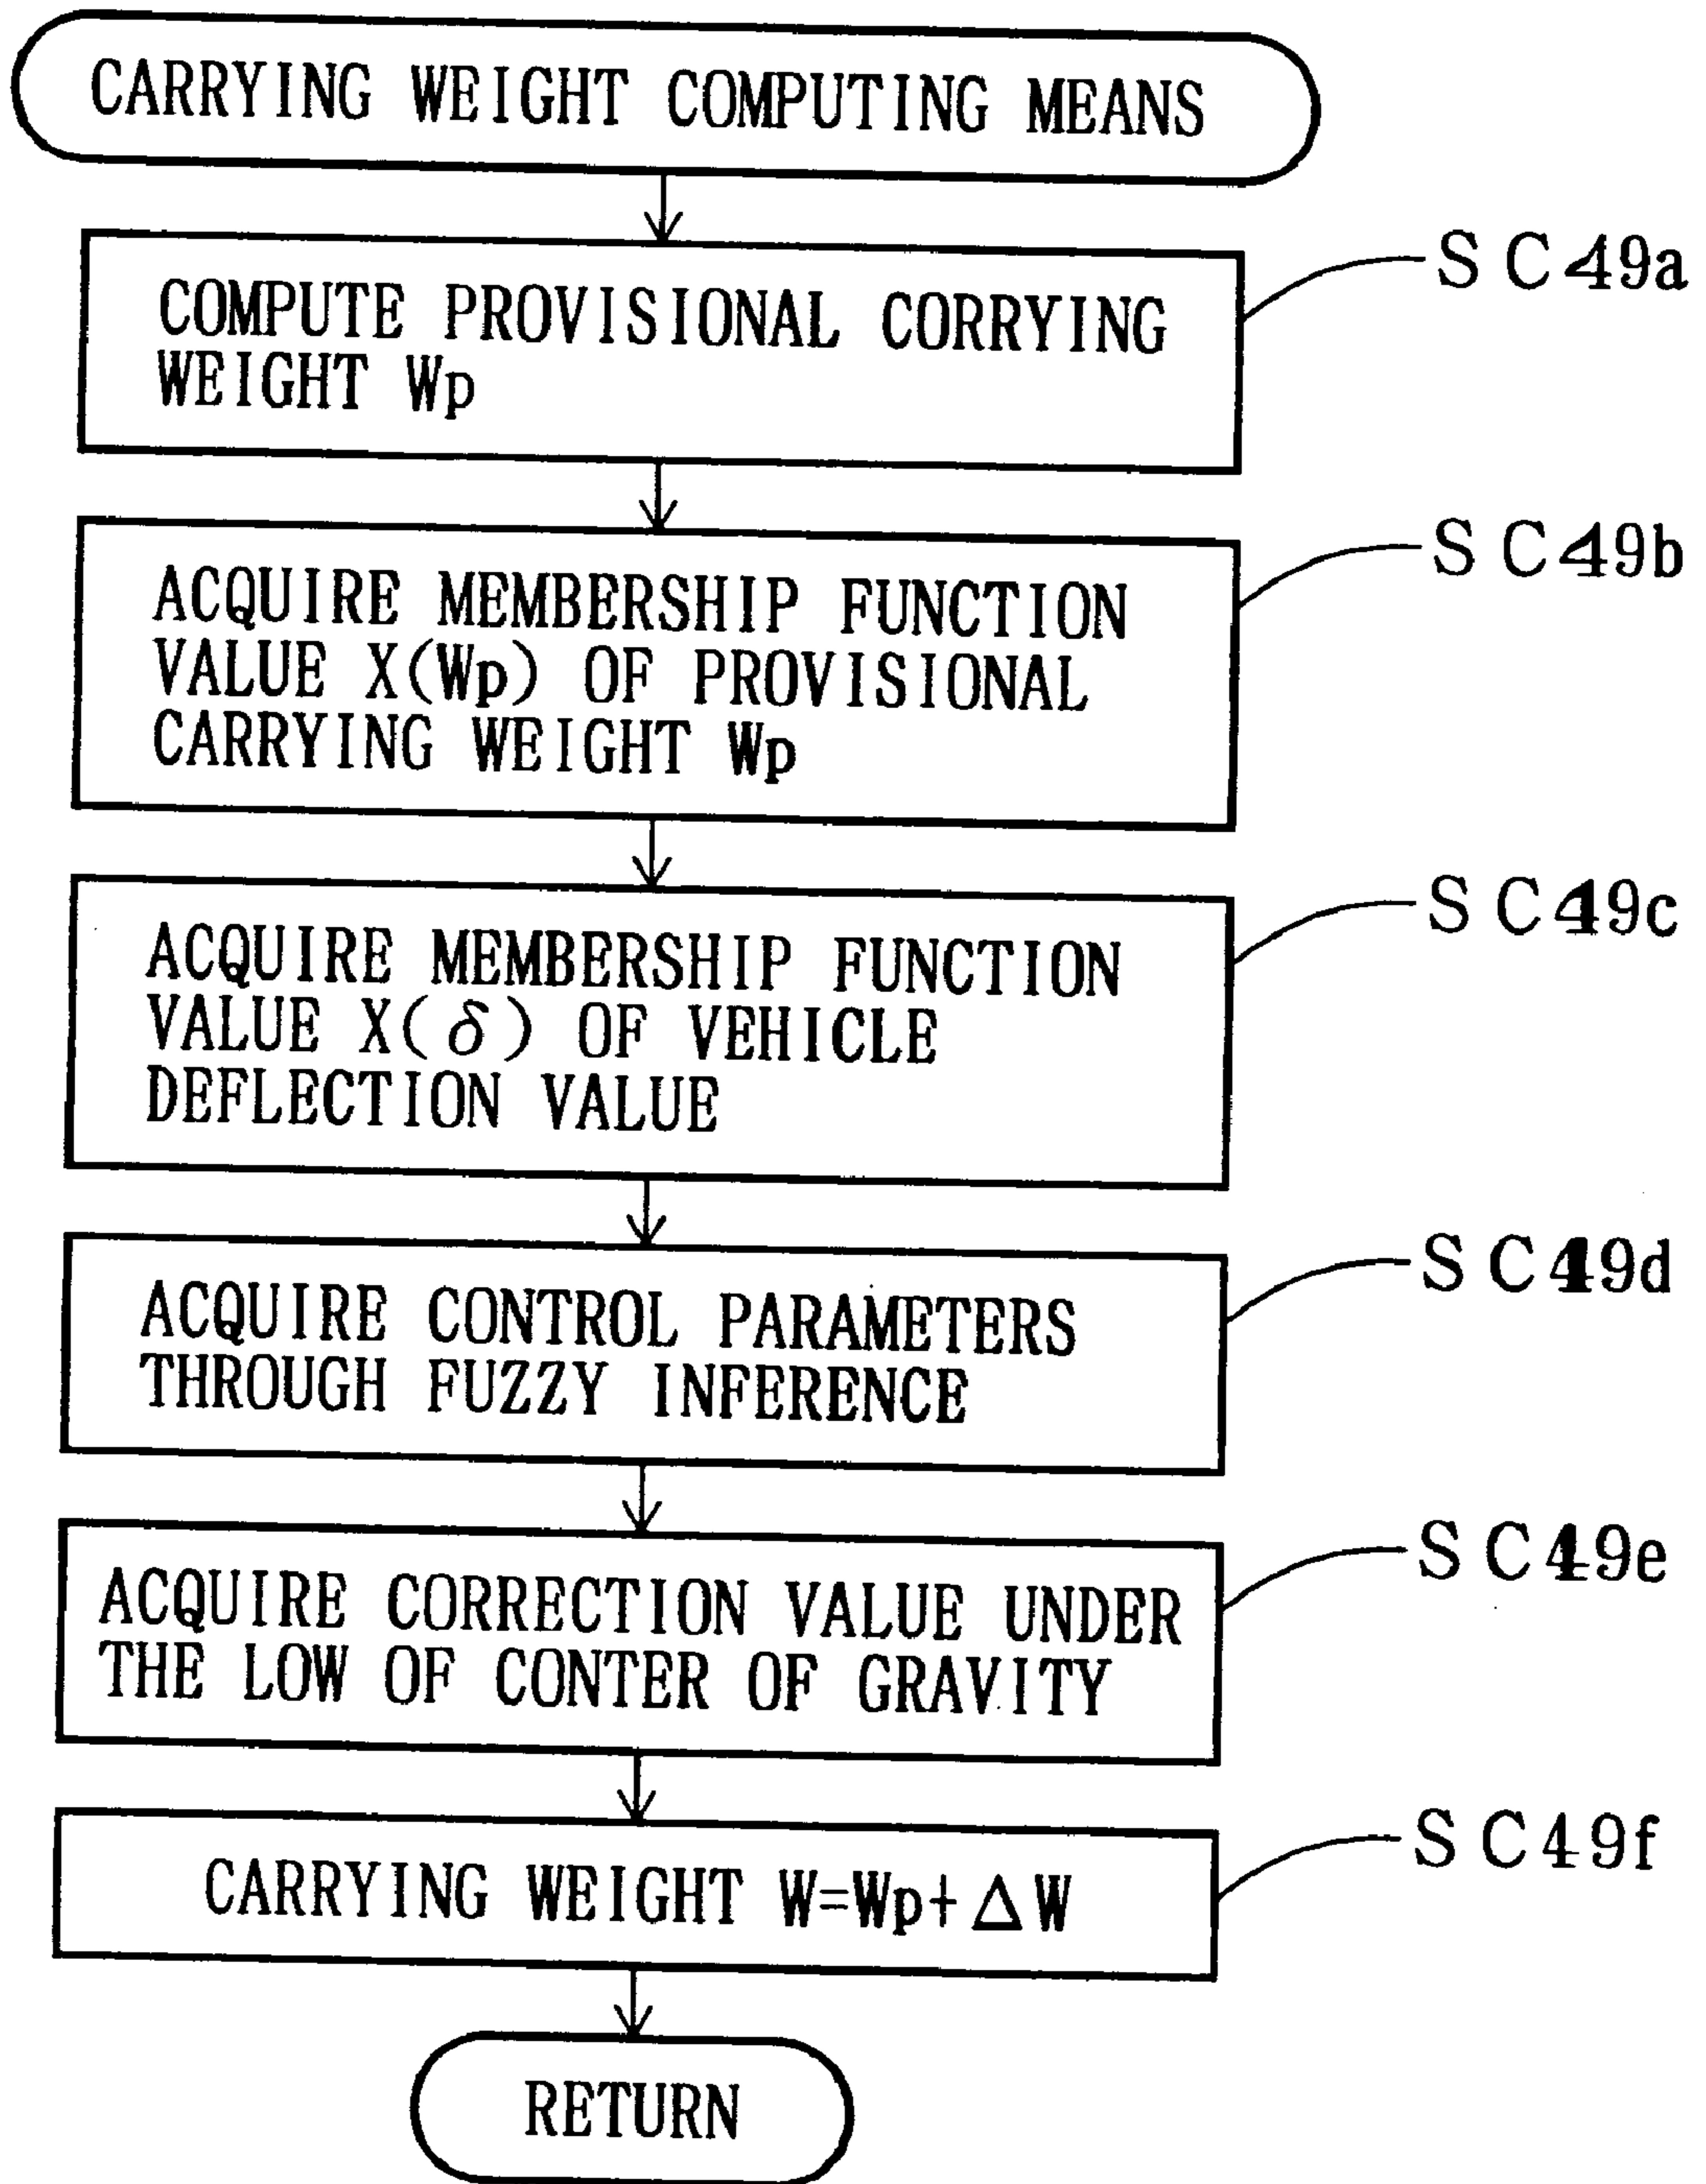 CARRYING WEIGHT COMPUTING MEANS
SC49a
COMPUTE PROVISIONAL CORRYING
WEIGHT Wp
SC49b
ACQUIRE MEMBERSHIP FUNCTION
VALUE X(Wp) OF PROVISIONAL
CARRYING WEIGHT Wp
SC49c
ACQUIRE MEMBERSHIP FUNCTION
VALUE X(δ) OF VEHICLE
DEFLECTION VALUE
SC49d
ACQUIRE CONTROL PARAMETERS
THROUGH FUZZY INFERENCE
SC49e
ACQUIRE CORRECTION VALUE UNDER
THE LOW OF CONTER OF GRAVITY
SC49f
CARRYING WEIGHT W=Wp+ΔW
RETURN